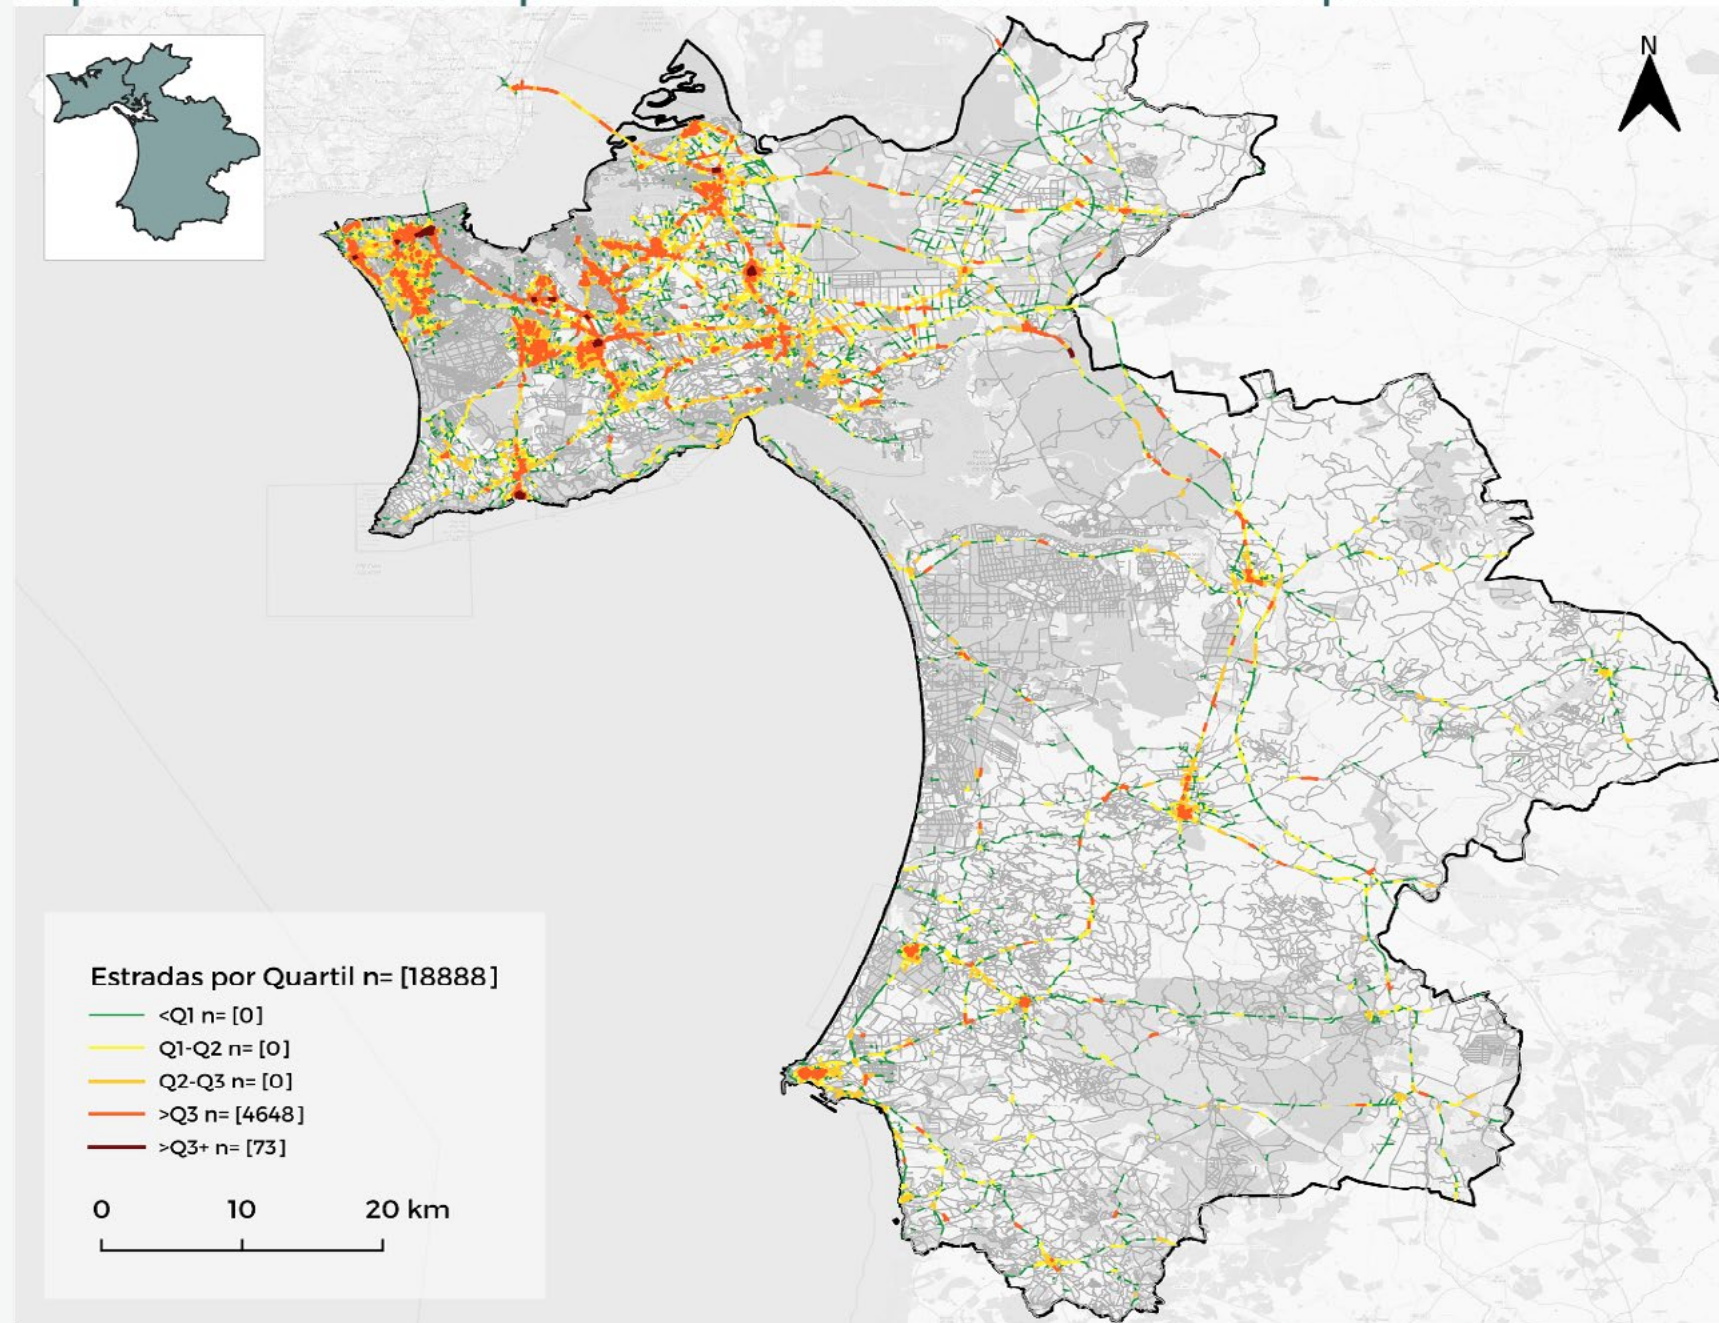 N
Estradas por Quartil n= [18888]
<Q1 n= [0]
Q1-Q2 n= [0]
Q2-Q3 n= [0]
>Q3 n= [4648]
>Q3+ n= [73]
0 10 20 km